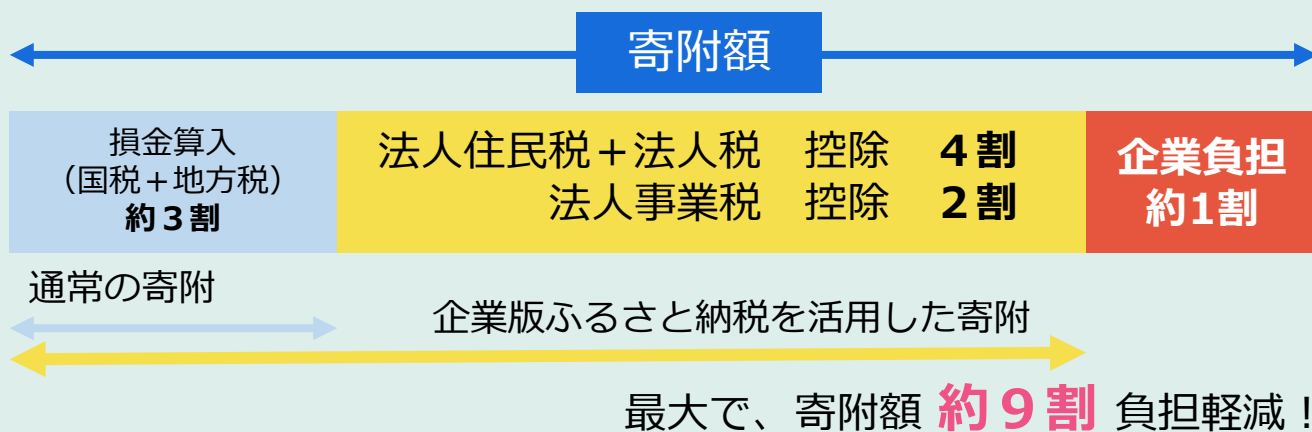 寄附額
損金算入
（国税＋地方税）
約３割
法人住民税＋法人税　控除　４割
法人事業税　控除　２割
企業負担
約1割
通常の寄附
企業版ふるさと納税を活用した寄附
最大で、寄附額 約９割 負担軽減！